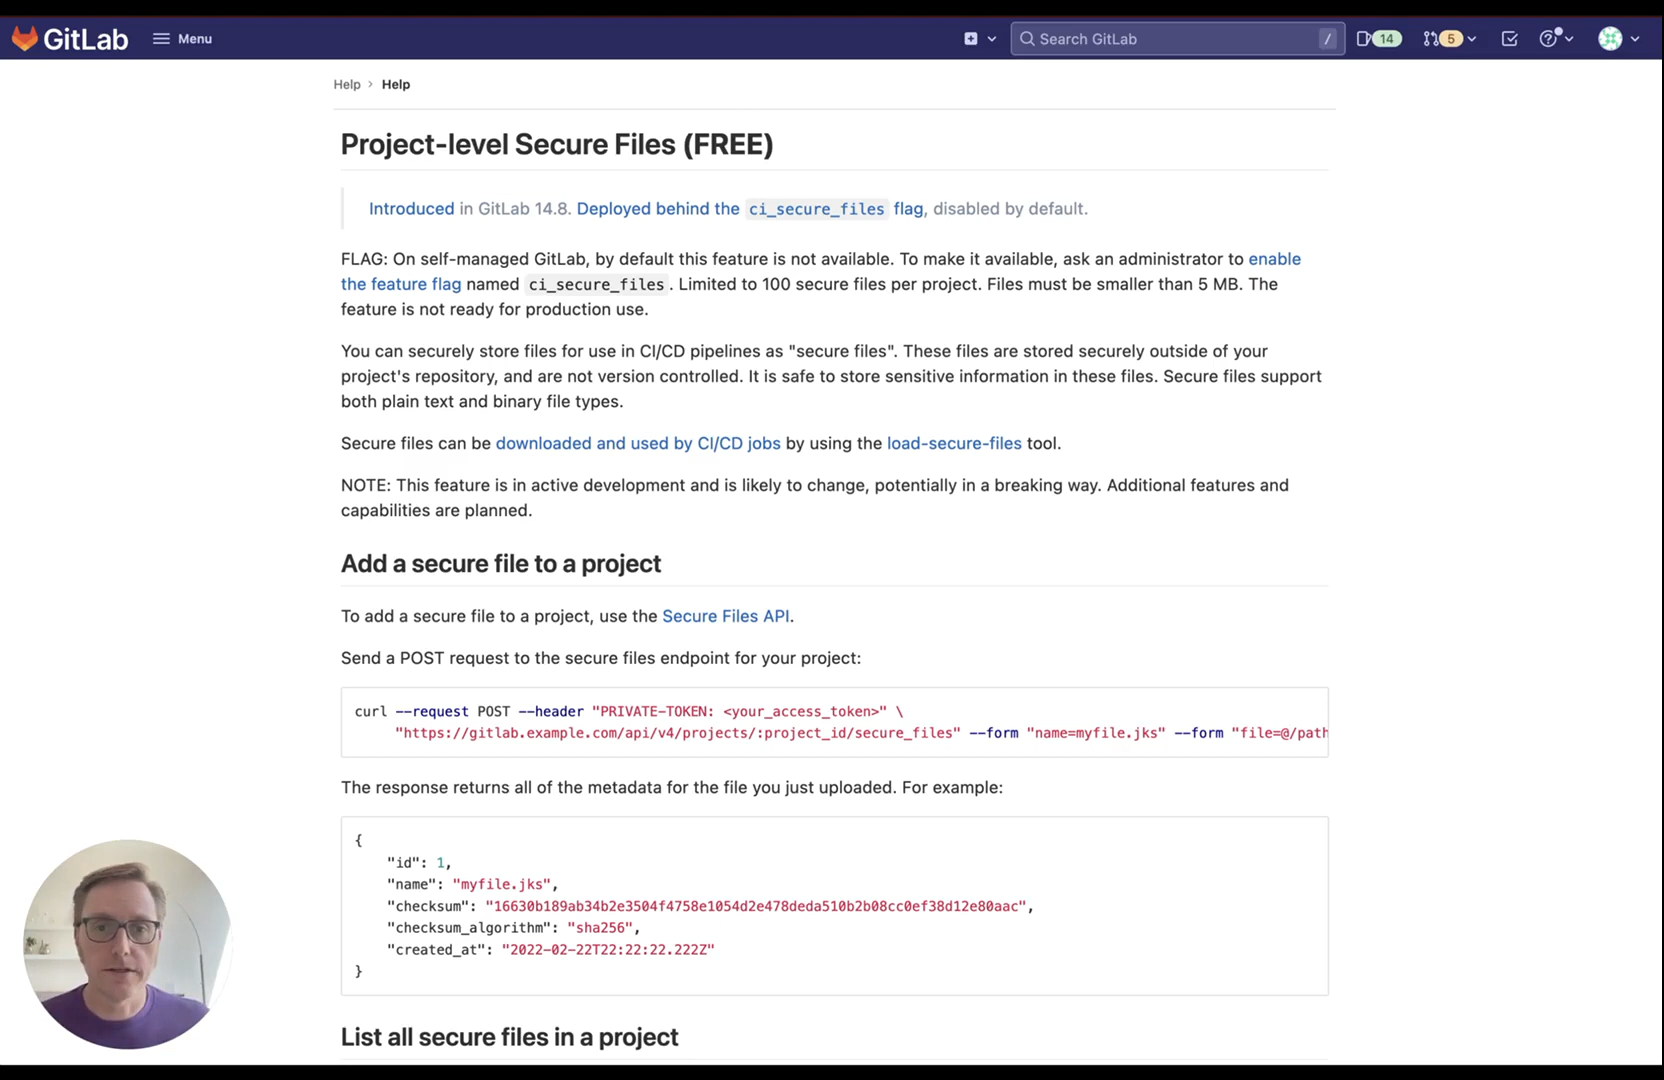 GitLab Menu Search GitLab / 14 5
Help › Help
Project-level Secure Files (FREE)
Introduced in GitLab 14.8. Deployed behind the ci_secure_files flag, disabled by default.
FLAG: On self-managed GitLab, by default this feature is not available. To make it available, ask an administrator to enable
the feature flag named ci_secure_files. Limited to 100 secure files per project. Files must be smaller than 5 MB. The
feature is not ready for production use.
You can securely store files for use in CI/CD pipelines as "secure files". These files are stored securely outside of your
project's repository, and are not version controlled. It is safe to store sensitive information in these files. Secure files support
both plain text and binary file types.
Secure files can be downloaded and used by CI/CD jobs by using the load-secure-files tool.
NOTE: This feature is in active development and is likely to change, potentially in a breaking way. Additional features and
capabilities are planned.
Add a secure file to a project
To add a secure file to a project, use the Secure Files API.
Send a POST request to the secure files endpoint for your project:
curl --request POST --header "PRIVATE-TOKEN: <your_access_token>" \
"https://gitlab.example.com/api/v4/projects/:project_id/secure_files" --form "name=myfile.jks" --form "file=@/path
The response returns all of the metadata for the file you just uploaded. For example:
{
"id": 1,
"name": "myfile.jks",
"checksum": "16630b189ab34b2e3504f4758e1054d2e478deda510b2b08cc0ef38d12e80aac",
"checksum_algorithm": "sha256",
"created_at": "2022-02-22T22:22:22.222Z"
}
List all secure files in a project